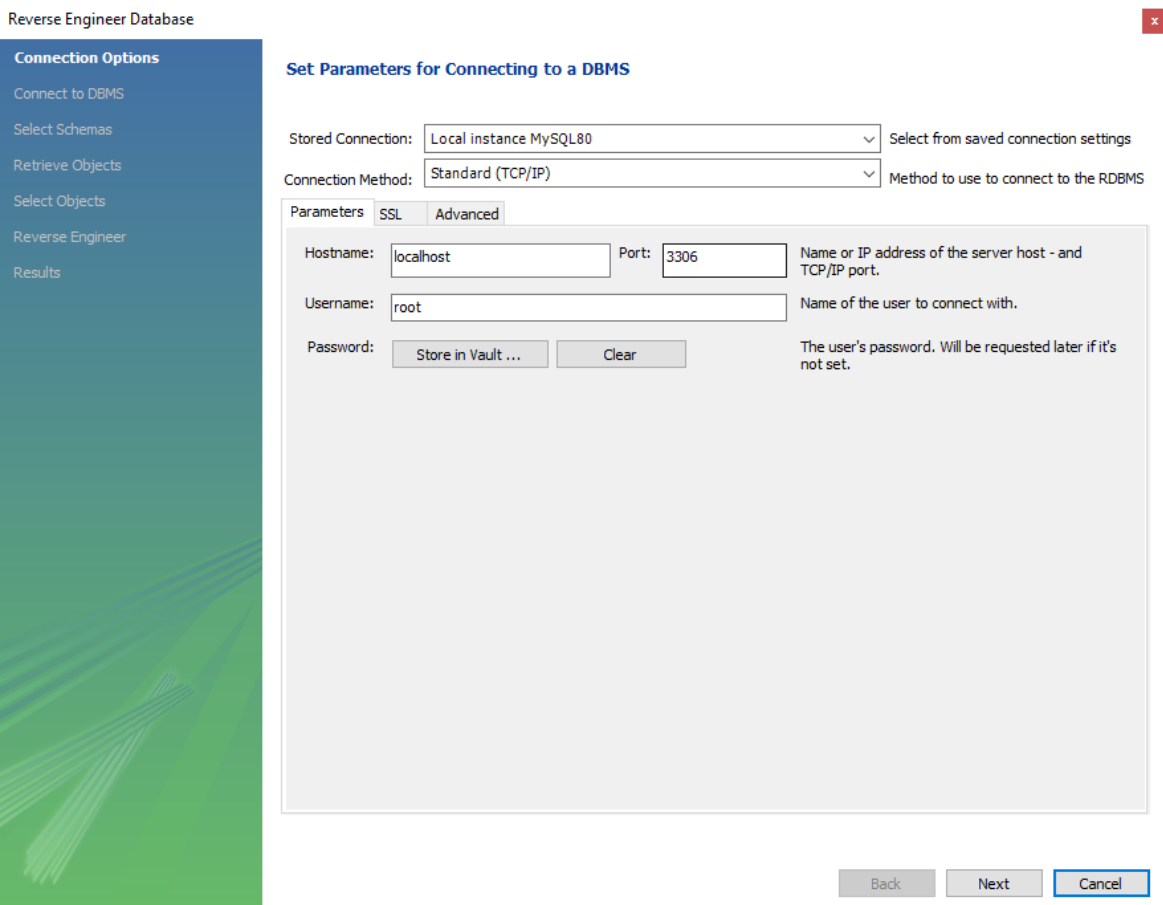 Reverse Engineer Database
x
Connection Options
Connect to DBMS
Select Schemas
Retrieve Objects
Select Objects
Reverse Engineer
Results
Set Parameters for Connecting to a DBMS
Stored Connection: Local instance MySQL80 Select from saved connection settings
Connection Method: Standard (TCP/IP) Method to use to connect to the RDBMS
Parameters SSL Advanced
Hostname: localhost Port: 3306 Name or IP address of the server host - and
TCP/IP port.
Username: root Name of the user to connect with.
Password: Store in Vault ... Clear The user's password. Will be requested later if it's
not set.
Back Next Cancel